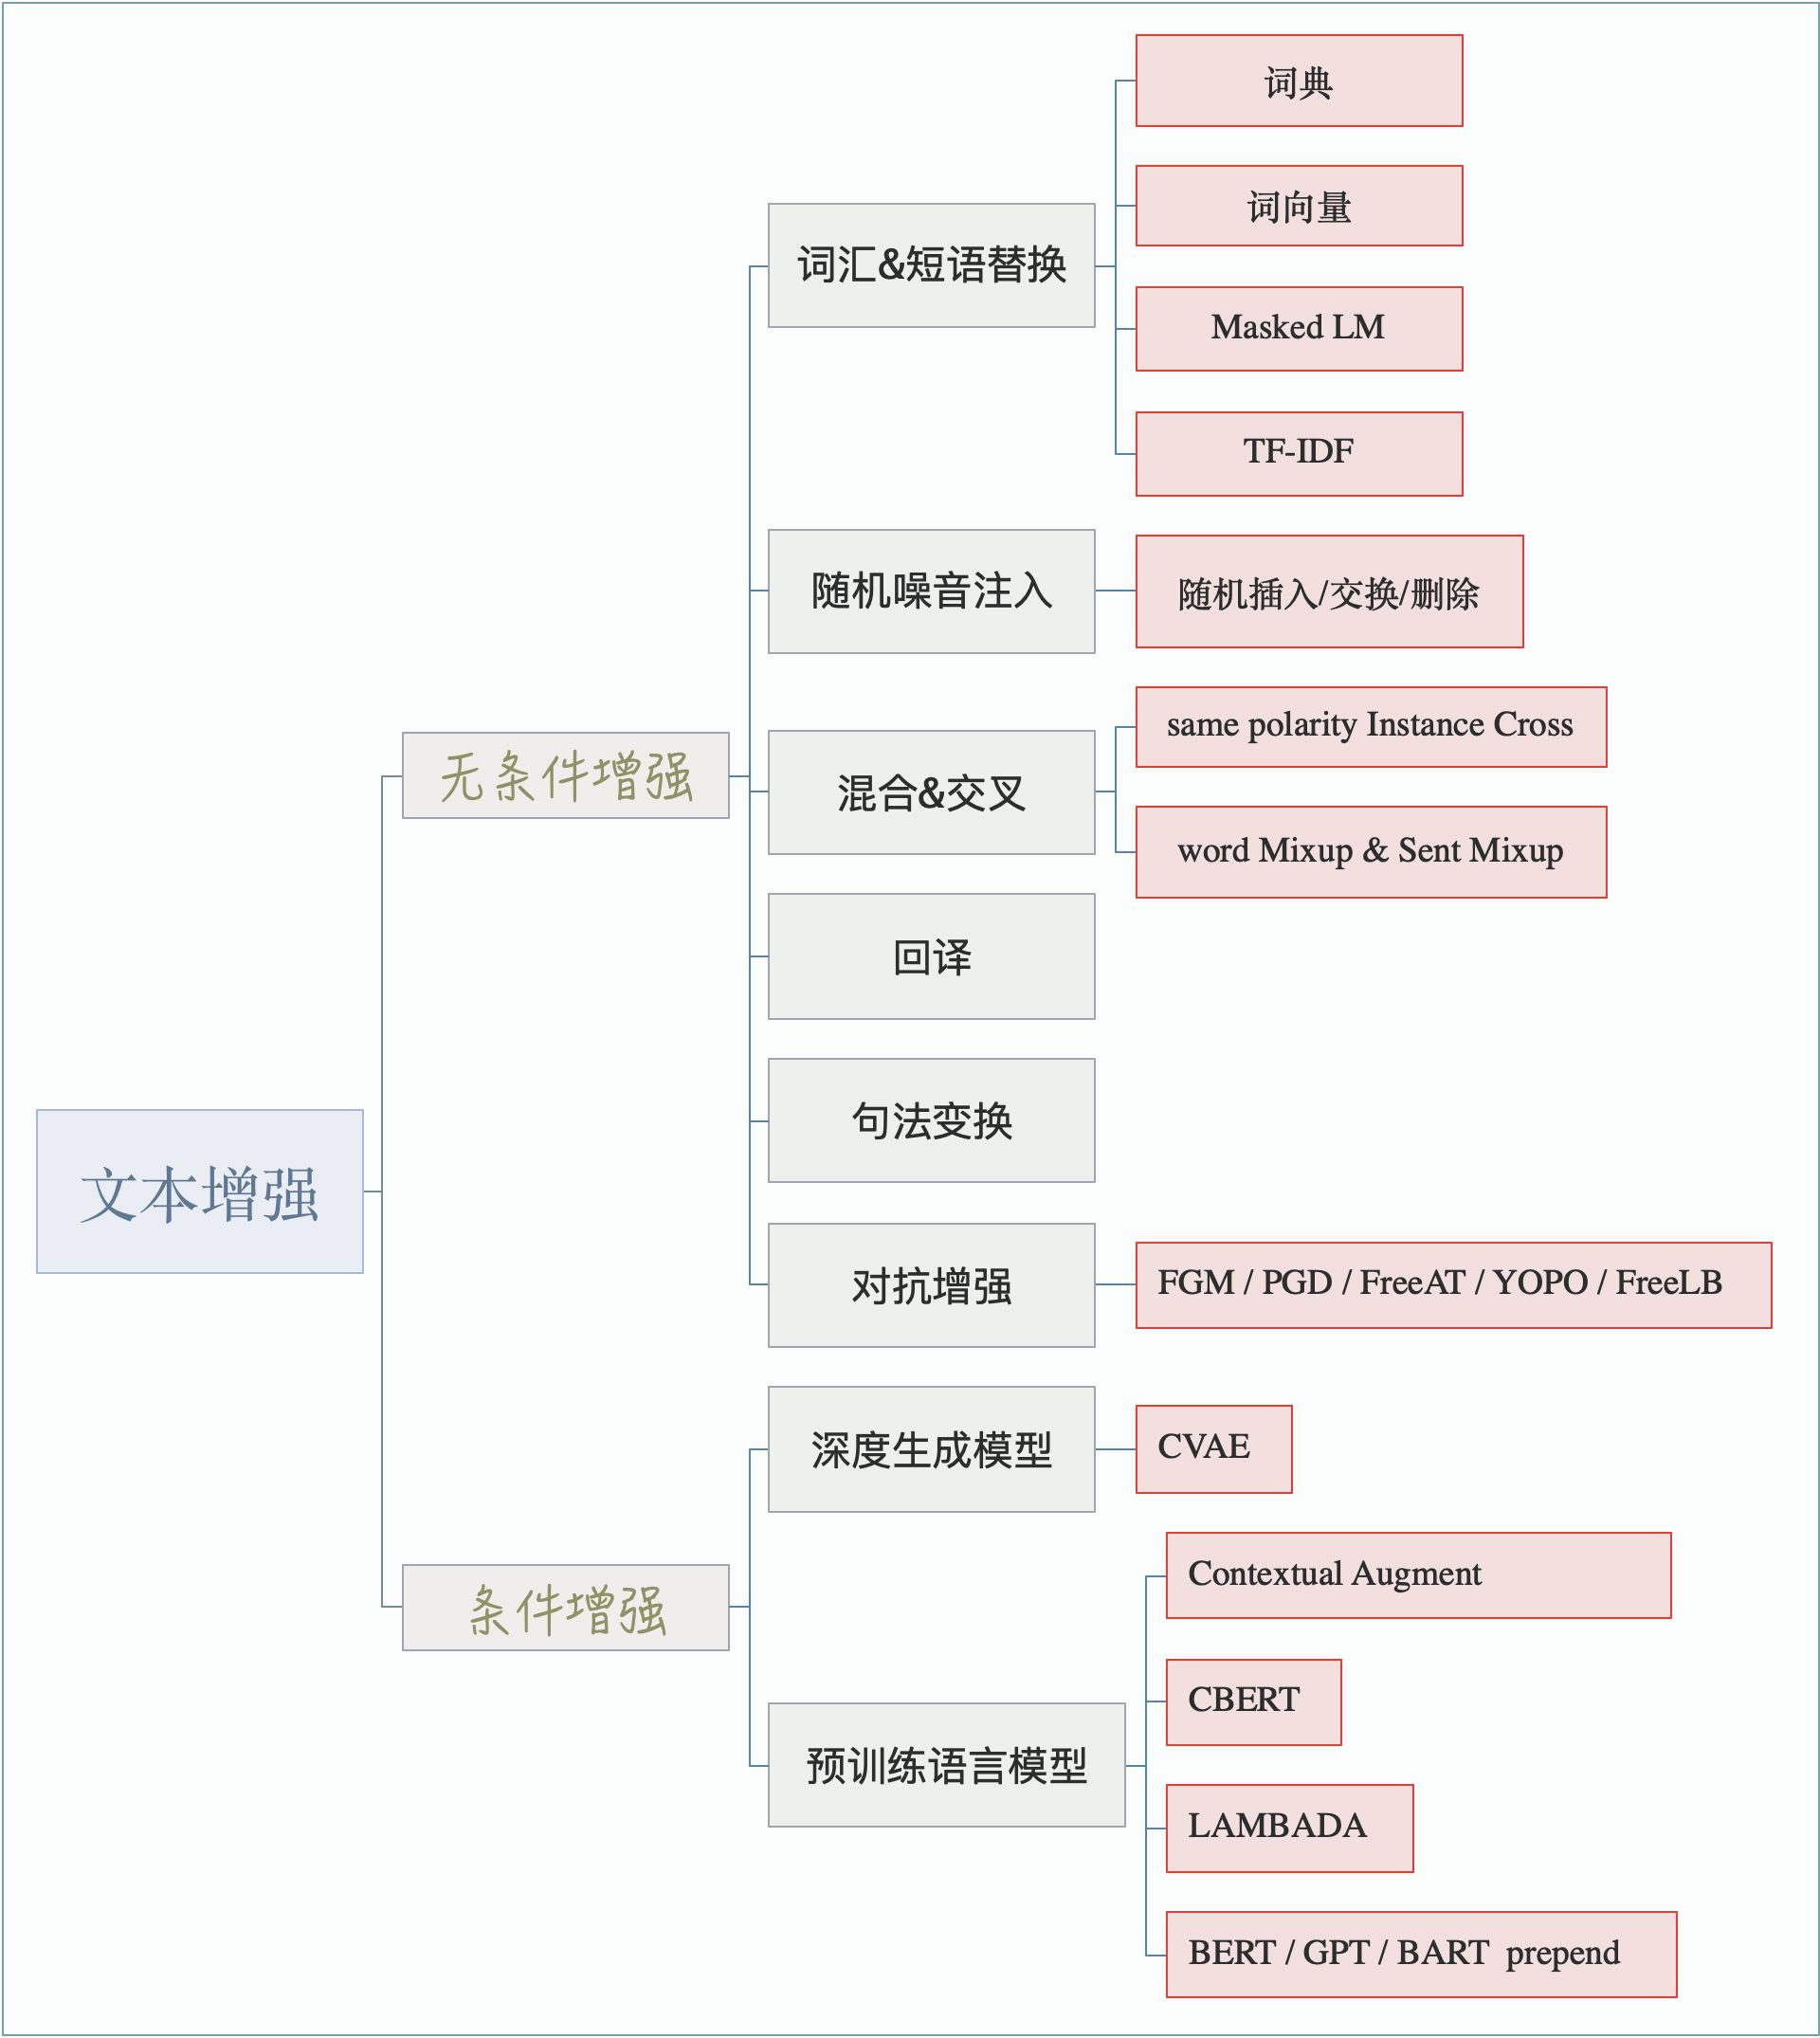 文本增强
无条件增强
词汇&短语替换
词典
词向量
Masked LM
TF-IDF
随机噪音注入
随机插入/交换/删除
混合&交叉
same polarity Instance Cross
word Mixup & Sent Mixup
回译
句法变换
对抗增强
FGM / PGD / FreeAT / YOPO / FreeLB
条件增强
深度生成模型
CVAE
预训练语言模型
Contextual Augment
CBERT
LAMBADA
BERT / GPT / BART prepend